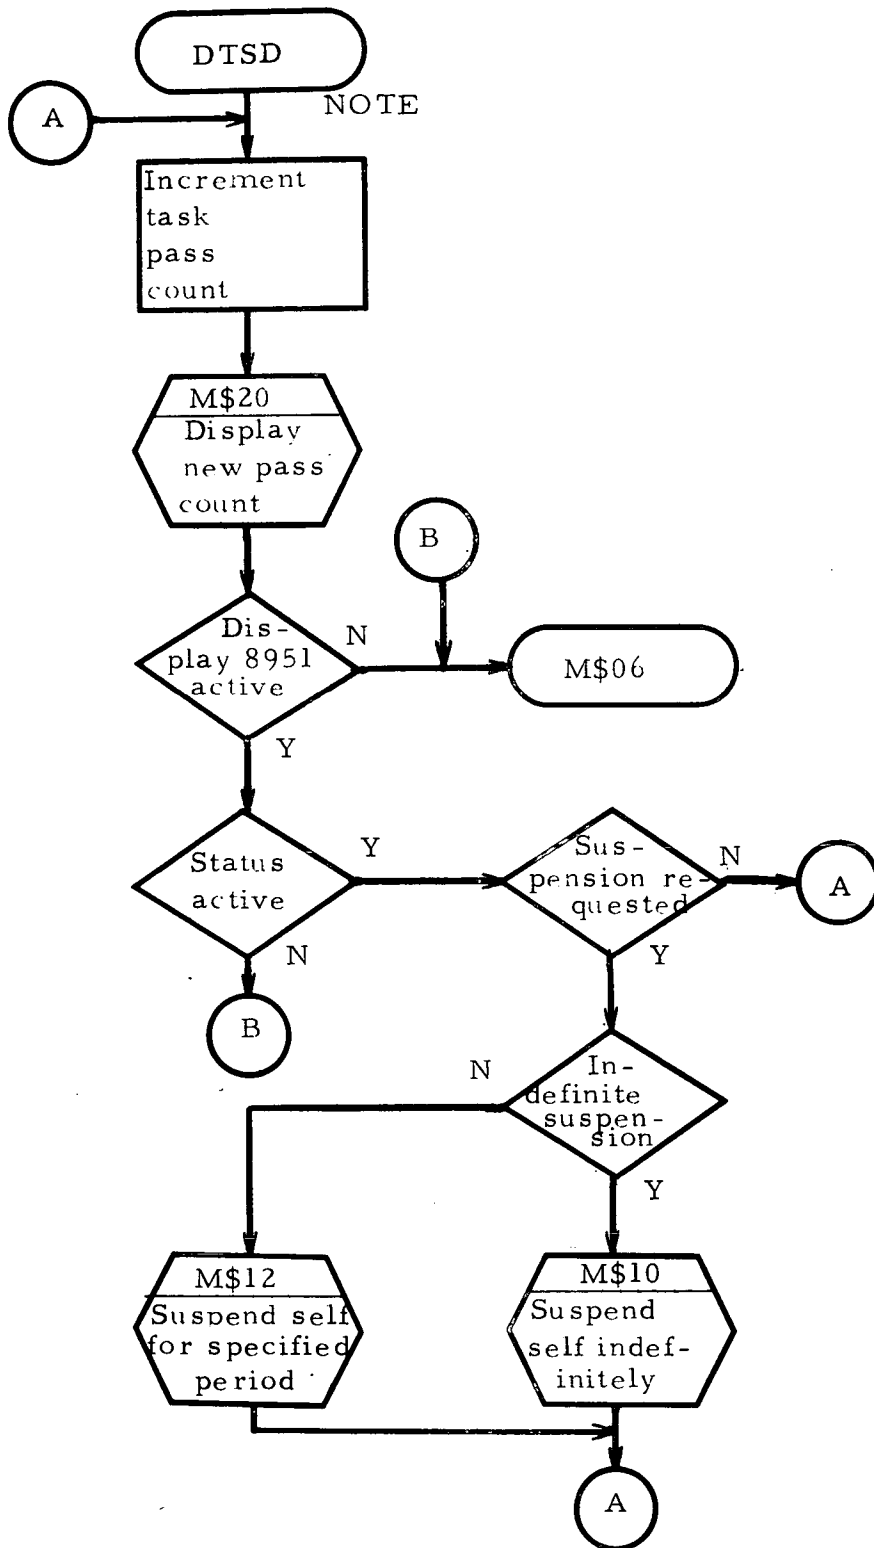 DTSD
A
NOTE
Increment
task
pass
count
M$20
Display
new pass
count
B
Dis-
play 8951
active
N
M$06
Y
Status
active
Y
Sus-
pension re-
quested
N
A
N
Y
B
In-
definite
suspen-
sion
N
Y
M$12
Suspend self
for specified
period
M$10
Suspend
self indef-
initely
A